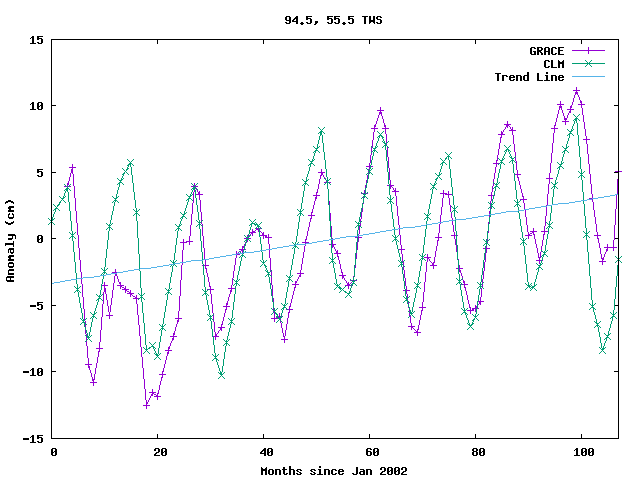 94.5, 55.5 TWS
GRACE
CLM
Trend Line
Anomaly (cm)
15
10
5
0
-5
-10
-15
0 20 40 60 80 100
Months since Jan 2002